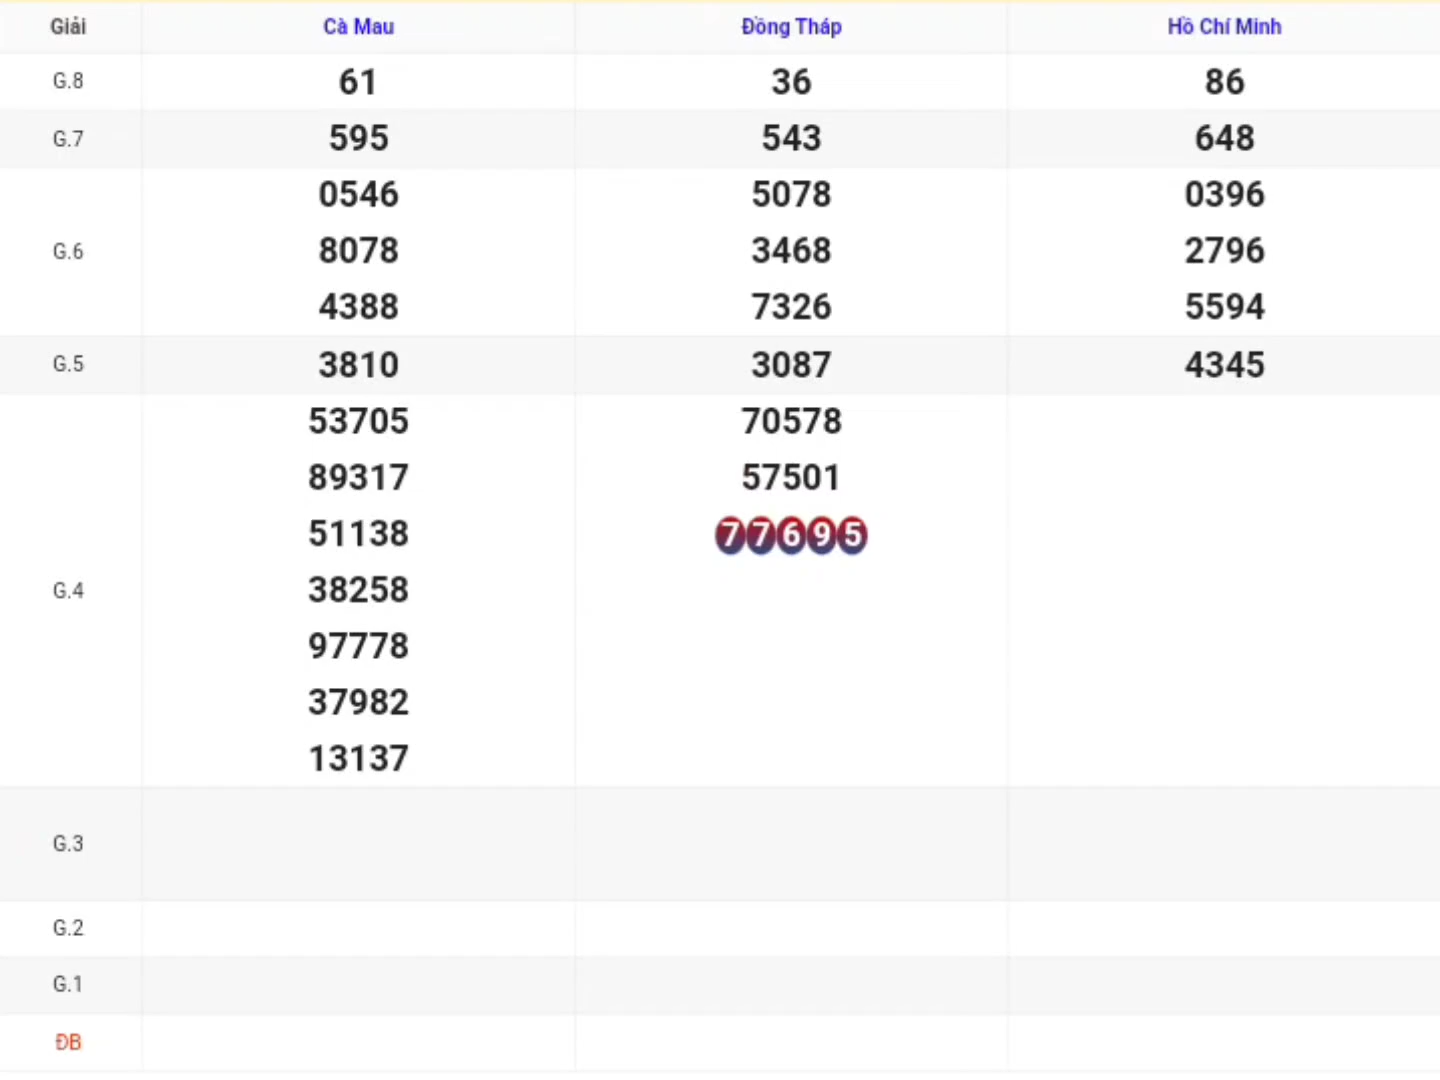 Giải Cà Mau Đồng Tháp Hồ Chí Minh
G.8 61 36 86
G.7 595 543 648
0546 5078 0396
G.6 8078 3468 2796
4388 7326 5594
G.5 3810 3087 4345
53705 70578
89317 57501
51138 77695
G.4 38258
97778
37982
13137
G.3
G.2
G.1
ĐB